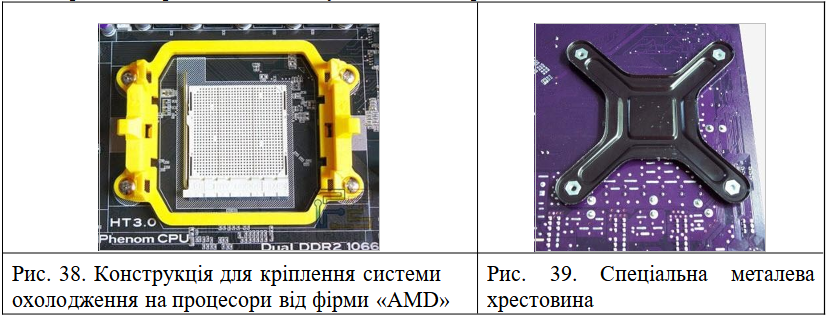 HT3.0
Phenom CPU
Dual DDR2 1066
Рис. 38. Конструкція для кріплення системи
охолодження на процесори від фірми «AMD»
Рис. 39. Спеціальна металева
хрестовина